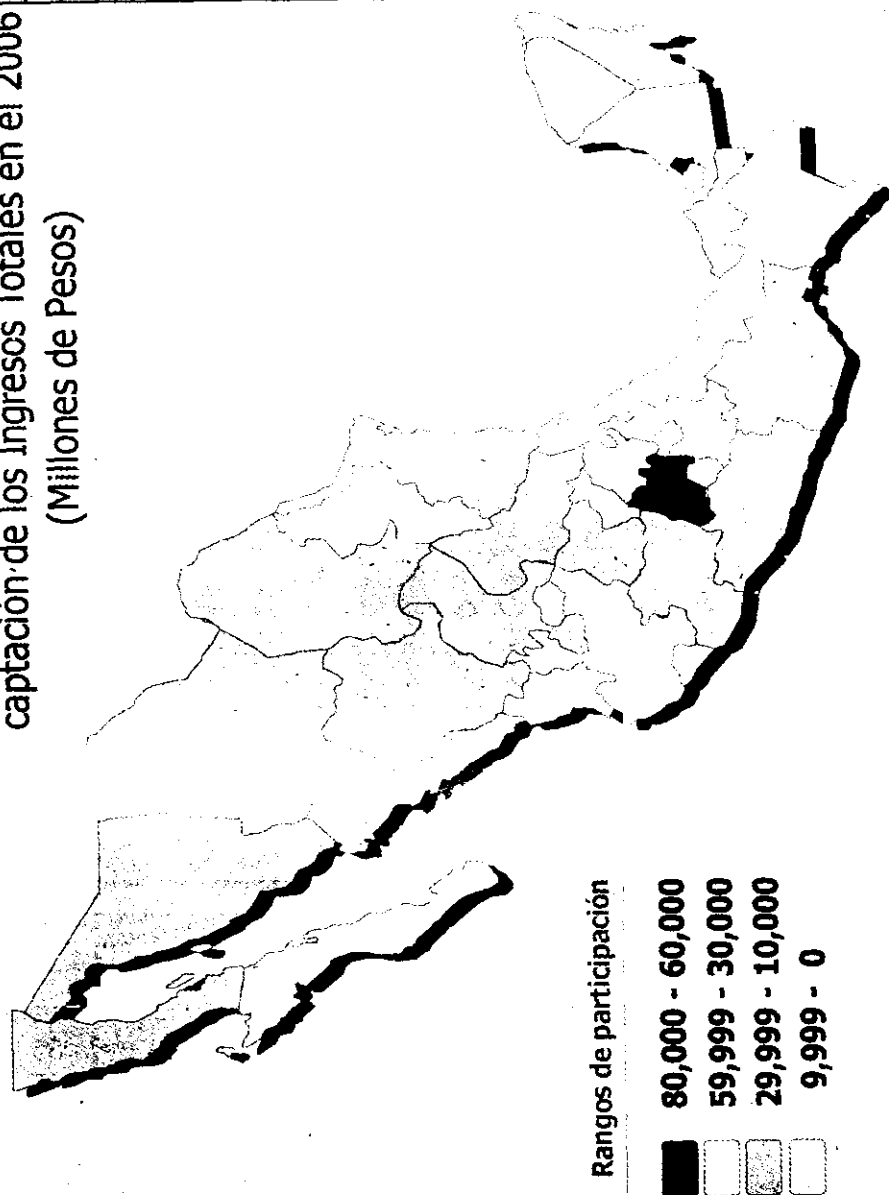 captación de los Ingresos Totales en el 2006
(Millones de Pesos)
Rangos de participación
80,000 - 60,000
59,999 - 30,000
29,999 - 10,000
9,999 - 0